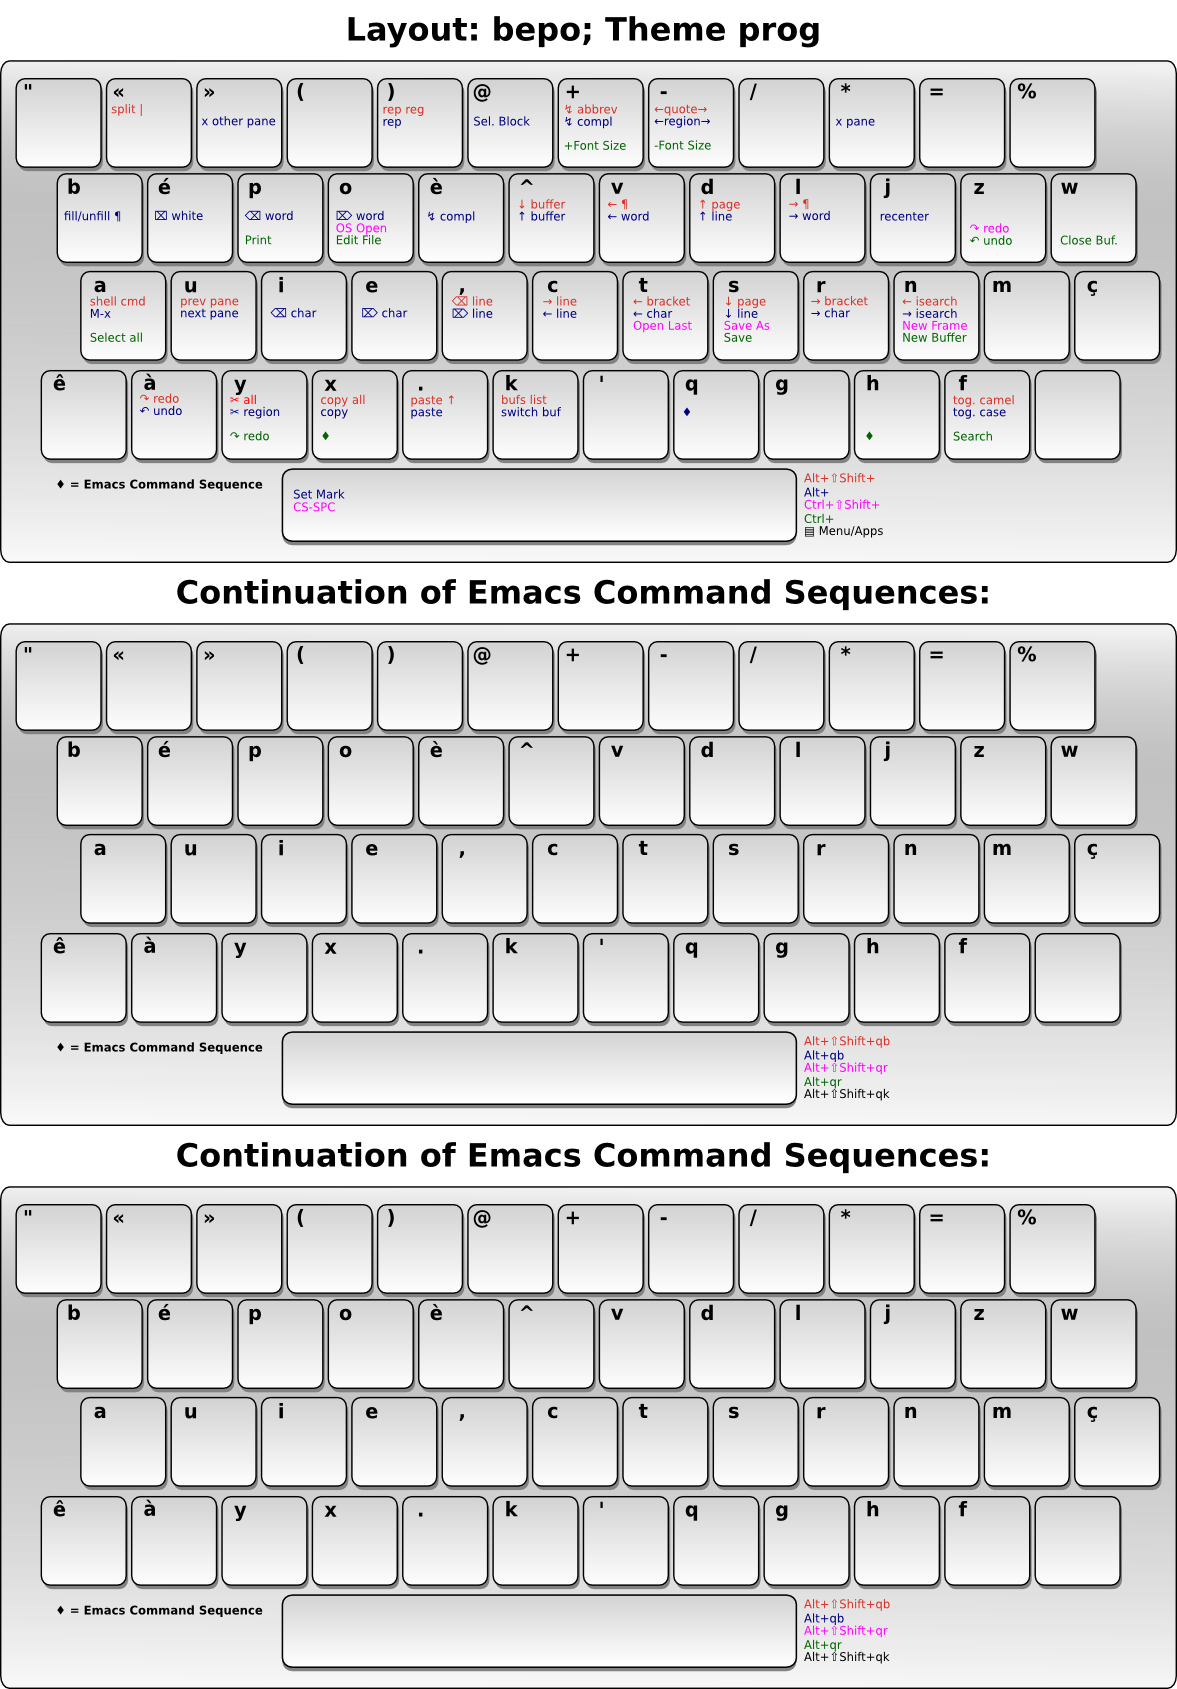 Layout: bepo; Theme prog
" « » ( ) @ + - / * = %
split | rep reg ↯ abbrev ←quote→
x other pane rep Sel. Block ↯ compl ←region→ x pane
+Font Size -Font Size
b é p o è ^ v d l j z w
↓ buffer ← ¶ ↑ page → ¶
fill/unfill ¶ ⌧ white ⌫ word ⌦ word ↯ compl ↑ buffer ← word ↑ line → word recenter
OS Open ↷ redo
Print Edit File ↶ undo Close Buf.
a u i e , c t s r n m ç
shell cmd prev pane ⌫ line → line ← bracket ↓ page → bracket ← isearch
M-x next pane ⌫ char ⌦ char ⌦ line ← line ← char ↓ line → char → isearch
Open Last Save As New Frame
Select all Save New Buffer
ê à y x . k ' q g h f
↷ redo ✂ all copy all paste ↑ bufs list tog. camel
↶ undo ✂ region copy paste switch buf ♦ tog. case
↷ redo ♦ ♦ Search
♦ = Emacs Command Sequence
Set Mark
CS-SPC
Alt+⇧Shift+
Alt+
Ctrl+⇧Shift+
Ctrl+
▤ Menu/Apps
Continuation of Emacs Command Sequences:
" « » ( ) @ + - / * = %
b é p o è ^ v d l j z w
a u i e , c t s r n m ç
ê à y x . k ' q g h f
♦ = Emacs Command Sequence
Alt+⇧Shift+qb
Alt+qb
Alt+⇧Shift+qr
Alt+qr
Alt+⇧Shift+qk
Continuation of Emacs Command Sequences:
" « » ( ) @ + - / * = %
b é p o è ^ v d l j z w
a u i e , c t s r n m ç
ê à y x . k ' q g h f
♦ = Emacs Command Sequence
Alt+⇧Shift+qb
Alt+qb
Alt+⇧Shift+qr
Alt+qr
Alt+⇧Shift+qk